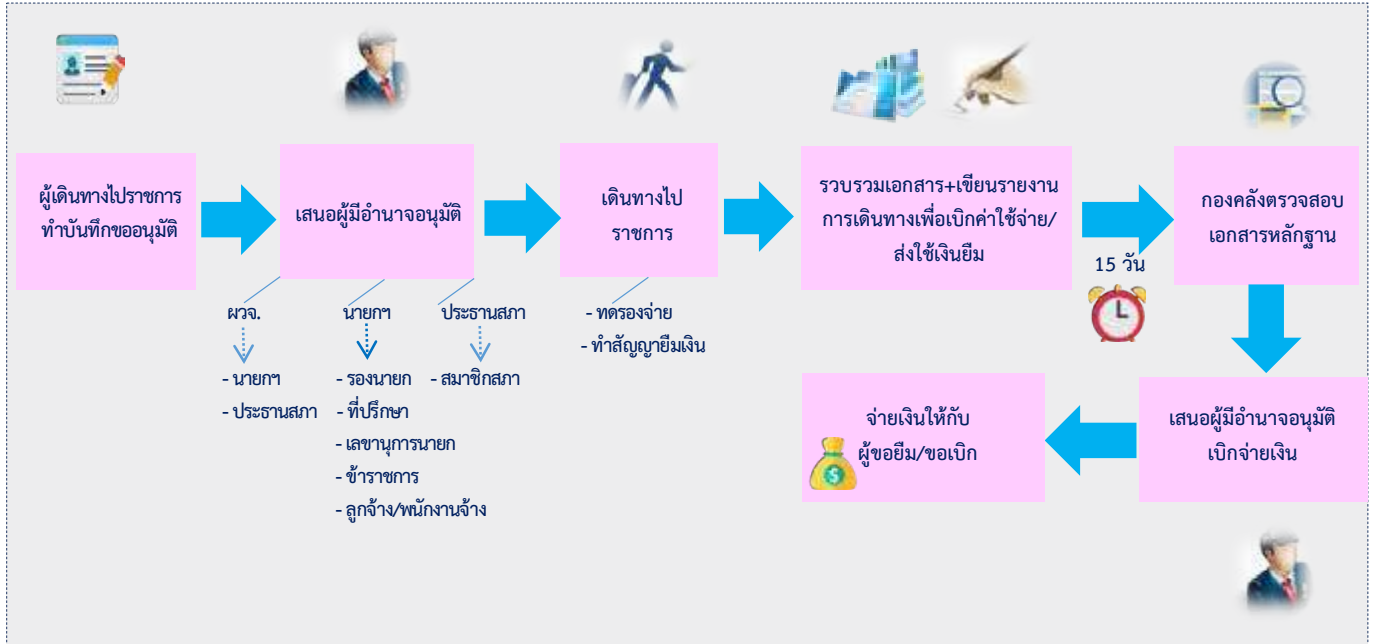 ผู้เดินทางไปราชการ
ทำบันทึกขออนุมัติ
เสนอผู้มีอำนาจอนุมัติ
เดินทางไป
ราชการ
รวบรวมเอกสาร+เขียนรายงาน
การเดินทางเพื่อเบิกค่าใช้จ่าย/
ส่งใช้เงินยืม
15 วัน
กองคลังตรวจสอบ
เอกสารหลักฐาน
ผวจ.
- นายกฯ
- ประธานสภา
นายกฯ
- รองนายก
- ที่ปรึกษา
- เลขานุการนายก
- ข้าราชการ
- ลูกจ้าง/พนักงานจ้าง
ประธานสภา
- สมาชิกสภา
- ทดรองจ่าย
- ทำสัญญายืมเงิน
เสนอผู้มีอำนาจอนุมัติ
เบิกจ่ายเงิน
จ่ายเงินให้กับ
ผู้ขอยืม/ขอเบิก